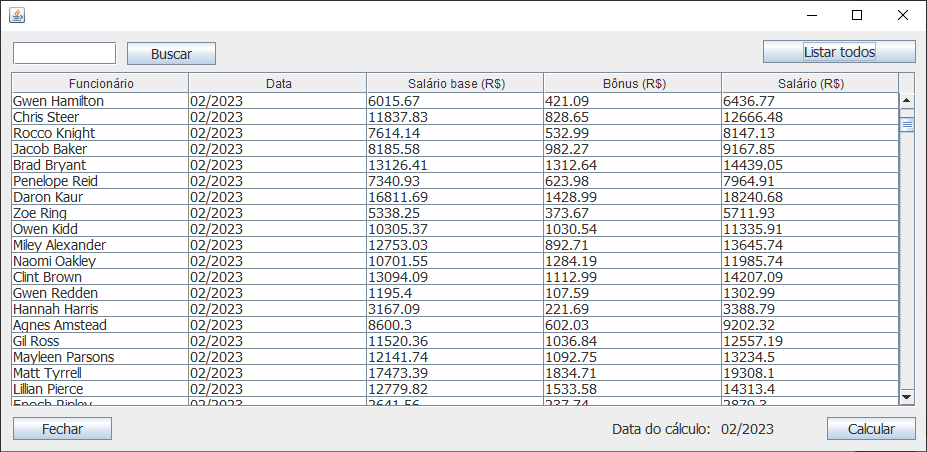 Buscar Listar todos
Funcionário Data Salário base (R$) Bônus (R$) Salário (R$)
Gwen Hamilton 02/2023 6015.67 421.09 6436.77
Chris Steer 02/2023 11837.83 828.65 12666.48
Rocco Knight 02/2023 7614.14 532.99 8147.13
Jacob Baker 02/2023 8185.58 982.27 9167.85
Brad Bryant 02/2023 13126.41 1312.64 14439.05
Penelope Reid 02/2023 7340.93 623.98 7964.91
Daron Kaur 02/2023 16811.69 1428.99 18240.68
Zoe Ring 02/2023 5338.25 373.67 5711.93
Owen Kidd 02/2023 10305.37 1030.54 11335.91
Miley Alexander 02/2023 12753.03 892.71 13645.74
Naomi Oakley 02/2023 10701.55 1284.19 11985.74
Clint Brown 02/2023 13094.09 1112.99 14207.09
Gwen Redden 02/2023 1195.4 107.59 1302.99
Hannah Harris 02/2023 3167.09 221.69 3388.79
Agnes Amstead 02/2023 8600.3 602.03 9202.32
Gil Ross 02/2023 11520.36 1036.84 12557.19
Mayleen Parsons 02/2023 12141.74 1092.75 13234.5
Matt Tyrrell 02/2023 17473.39 1834.71 19308.1
Lillian Pierce 02/2023 12779.82 1533.58 14313.4
Enoch Ripley 02/2023 2641.56 237.74 2879.3
Fechar Data do cálculo: 02/2023 Calcular